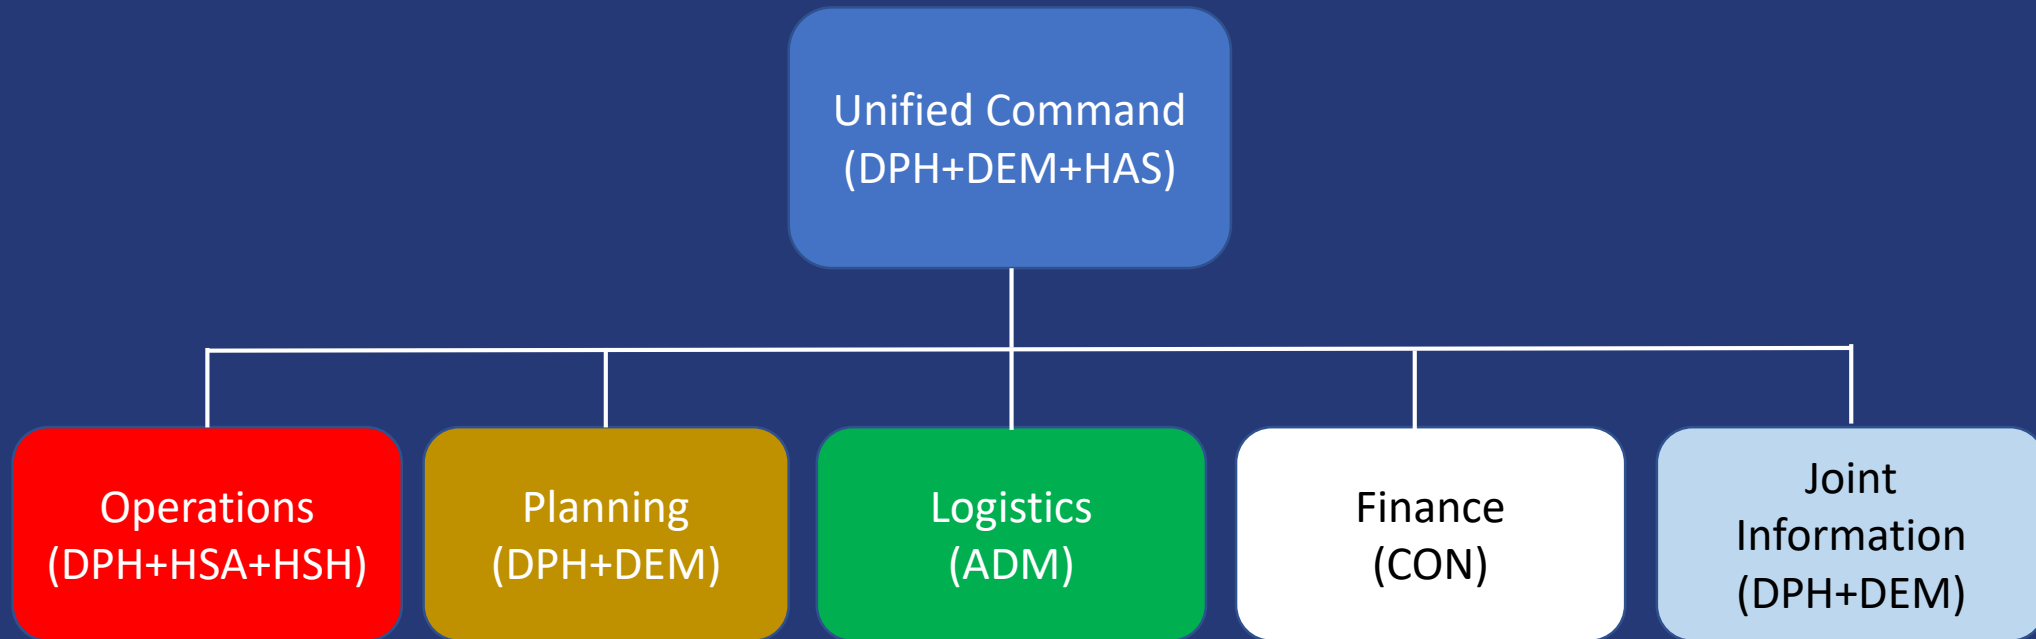 Unified Command
(DPH+DEM+HAS)
Operations
(DPH+HSA+HSH)
Planning
(DPH+DEM)
Logistics
(ADM)
Finance
(CON)
Joint
Information
(DPH+DEM)